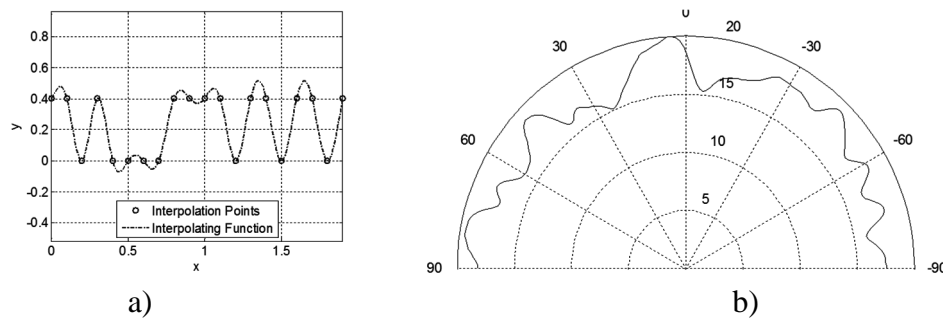 0.8
0.6
0.4
0.2
0
-0.2
-0.4
y
0 0.5 1 1.5
x
Interpolation Points
Interpolating Function
a)
0
20
30 -30
15
60 10 -60
5
90 -90
b)